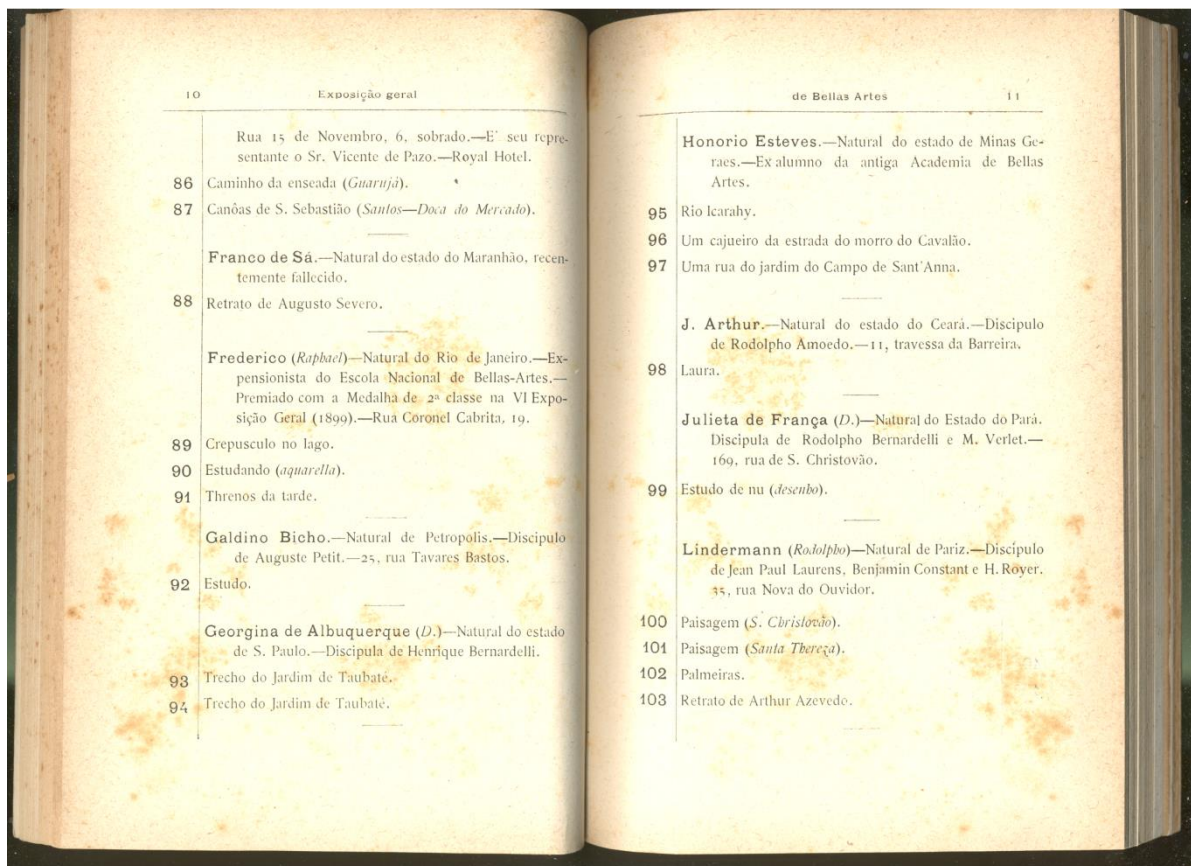 10 Exposição geral
Rua 15 de Novembro, 6, sobrado.—E' seu repre-
sentante o Sr. Vicente de Pazo.—Royal Hotel.
86 Caminho da enseada (Guarujá).
87 Canôas de S. Sebastião (Santos—Doca do Mercado).
Franco de Sá.—Natural do estado do Maranhão, recen-
temente fallecido.
88 Retrato de Augusto Severo.
Frederico (Raphael)—Natural do Rio de Janeiro.—Ex-
pensionista do Escola Nacional de Bellas-Artes.—
Premiado com a Medalha de 2ª classe na VI Expo-
sição Geral (1899).—Rua Coronel Cabrita, 19.
89 Crepusculo no lago.
90 Estudando (aquarella).
91 Threnos da tarde.
Galdino Bicho.—Natural de Petropolis.—Discipulo
de Auguste Petit.—25, rua Tavares Bastos.
92 Estudo.
Georgina de Albuquerque (D.)—Natural do estado
de S. Paulo.—Discipula de Henrique Bernardelli.
93 Trecho do Jardim de Taubaté.
94 Trecho do Jardim de Taubaté.
de Bellas Artes 11
Honorio Esteves.—Natural do estado de Minas Ge-
raes.—Ex alumno da antiga Academia de Bellas
Artes.
95 Rio Icarahy.
96 Um cajueiro da estrada do morro do Cavalão.
97 Uma rua do jardim do Campo de Sant'Anna.
J. Arthur.—Natural do estado do Ceará.—Discipulo
de Rodolpho Amoedo.—11, travessa da Barreira.
98 Laura.
Julieta de França (D.)—Natural do Estado do Pará.
Discipula de Rodolpho Bernardelli e M. Verlet.—
169, rua de S. Christovão.
99 Estudo de nu (desenho).
Lindermann (Rodolpho)—Natural de Pariz.—Discípulo
de Jean Paul Laurens, Benjamin Constant e H. Royer.
35, rua Nova do Ouvidor.
100 Paisagem (S. Christovão).
101 Paisagem (Santa Thereza).
102 Palmeiras.
103 Retrato de Arthur Azevedo.